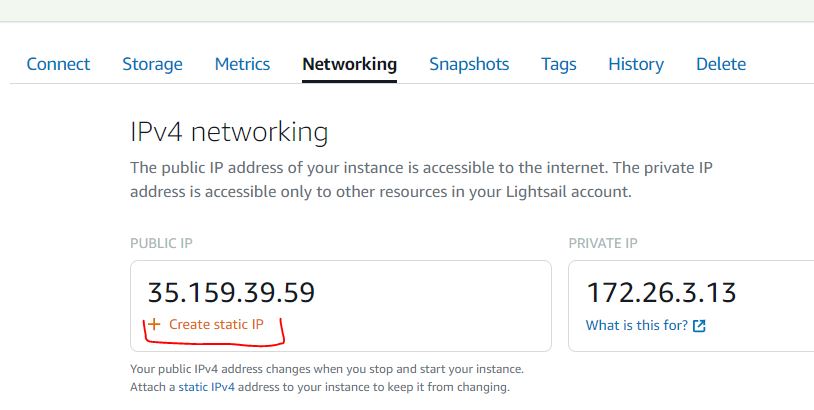 Connect Storage Metrics Networking Snapshots Tags History Delete
IPv4 networking
The public IP address of your instance is accessible to the internet. The private IP
address is accessible only to other resources in your Lightsail account.
PUBLIC IP
35.159.39.59
+ Create static IP
PRIVATE IP
172.26.3.13
What is this for?
Your public IPv4 address changes when you stop and start your instance.
Attach a static IPv4 address to your instance to keep it from changing.